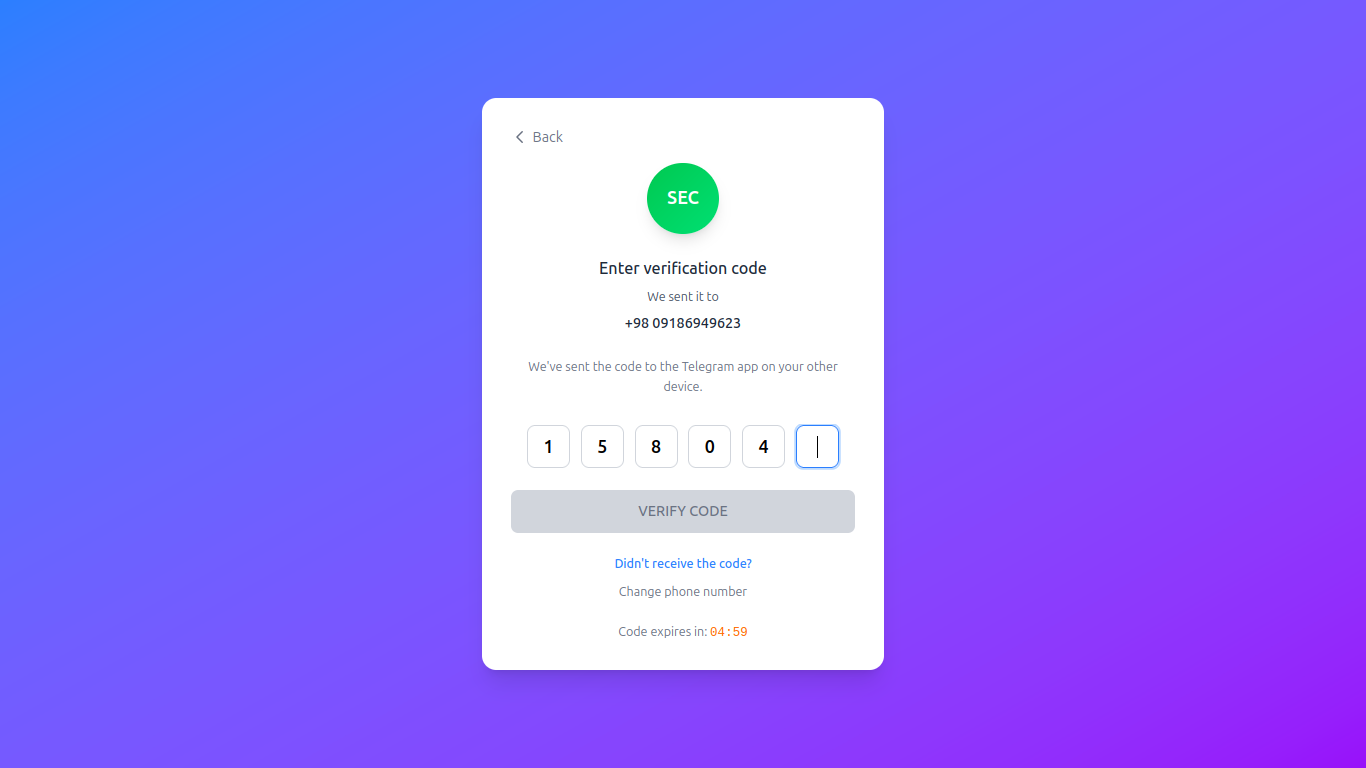 Back
SEC
Enter verification code
We sent it to
+98 09186949623
We've sent the code to the Telegram app on your other
device.
1 5 8 0 4
VERIFY CODE
Didn't receive the code?
Change phone number
Code expires in: 04:59